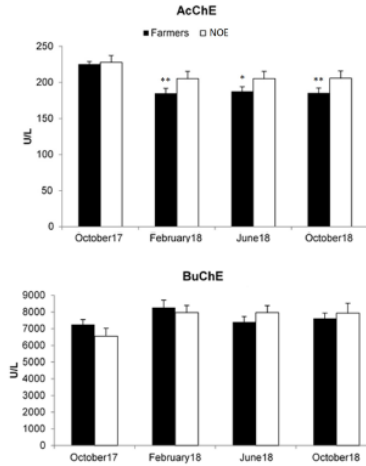 AcChE
■ Farmers □ NOE
250
200
150
100
50
0
U/L
** * **
October17 February18 June18 October18
BuChE
9000
8000
7000
6000
5000
4000
3000
2000
1000
0
U/L
October17 February18 June18 October18